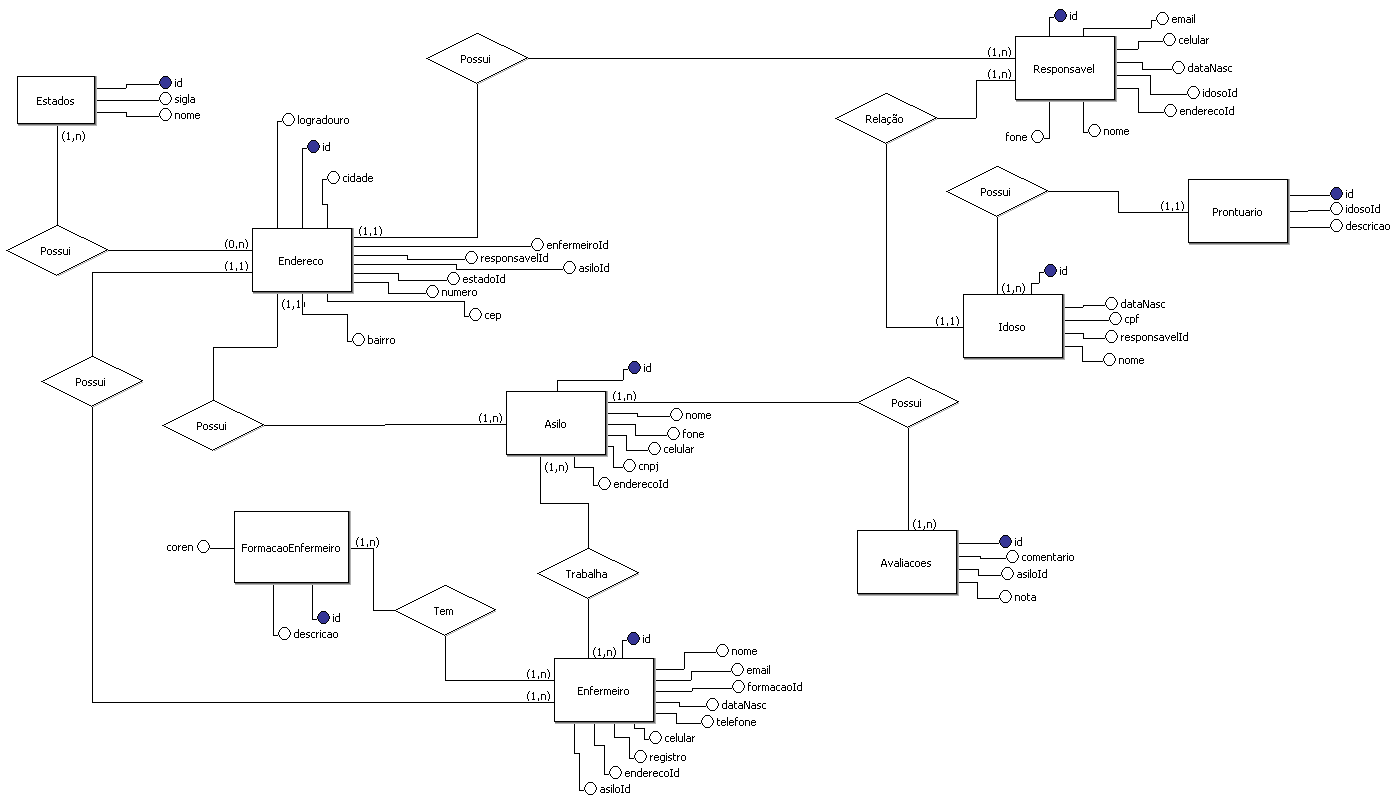 id
email
celular
Possui
(1,n)
Responsavel
dataNasc
(1,n)
idosoId
enderecoId
fone
nome
Relação
Estados
id
sigla
nome
(1,n)
logradouro
id
cidade
Possui
Prontuario
(1,1)
id
idosoId
descricao
Possui
(0,n)
(1,1)
Endereco
(1,1)
enfermeiroId
responsavelId
asiloId
estadoId
numero
cep
(1,1)
bairro
id
(1,n)
(1,1)
Idoso
dataNasc
cpf
responsavelId
nome
Possui
Possui
id
(1,n)
(1,n)
Asilo
nome
fone
celular
cnpj
(1,n)
enderecoId
Possui
(1,n)
Avaliacoes
id
comentario
asiloId
nota
coren
FormacaoEnfermeiro
(1,n)
id
descricao
Trabalha
Tem
id
(1,n)
(1,n)
(1,n)
Enfermeiro
nome
email
formacaoId
dataNasc
telefone
celular
registro
enderecoId
asiloId